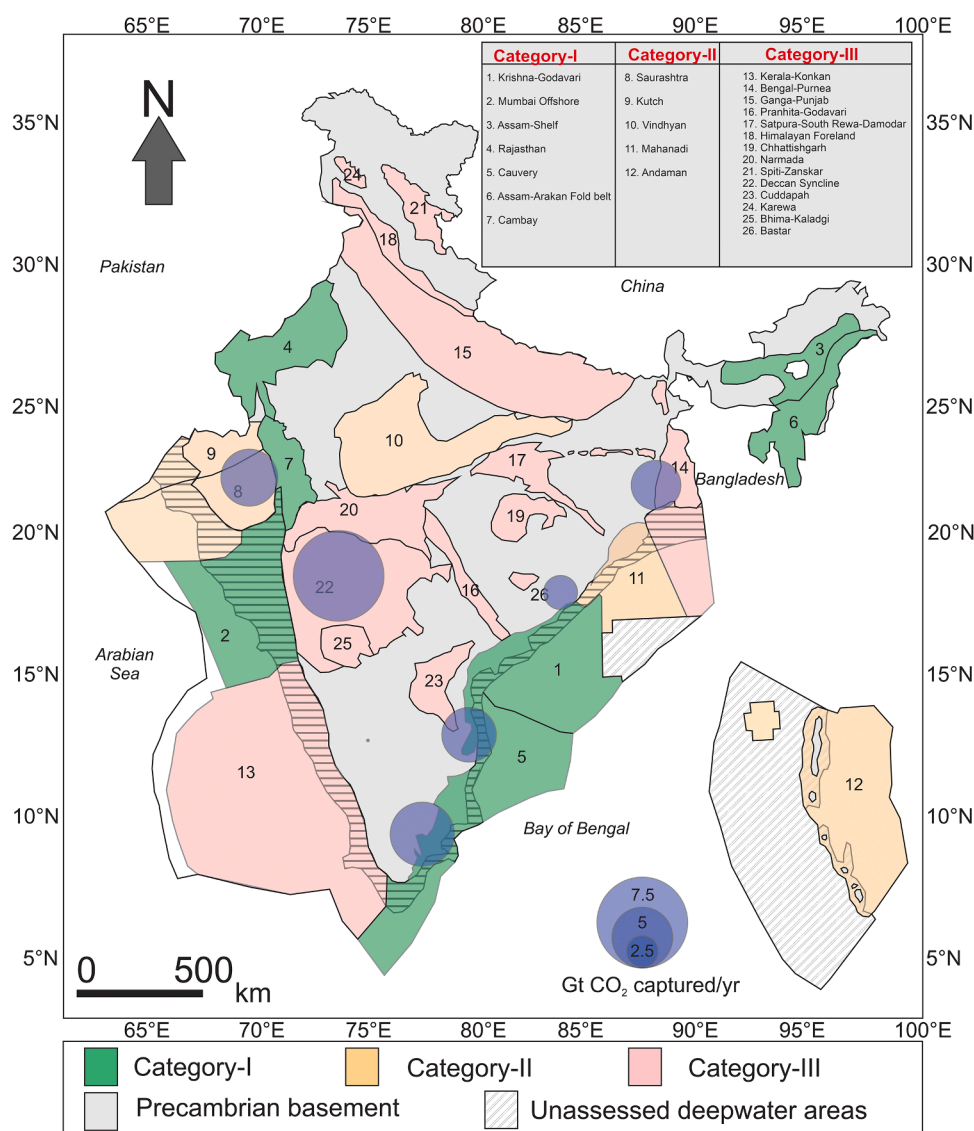 65°E 70°E 75°E 80°E 85°E 90°E 95°E 100°E
Category-I Category-II Category-III
1. Krishna-Godavari
2. Mumbai Offshore
3. Assam-Shelf
4. Rajasthan
5. Cauvery
6. Assam-Arakan Fold belt
7. Cambay
8. Saurashtra
9. Kutch
10. Vindhyan
11. Mahanadi
12. Andaman
13. Kerala-Konkan
14. Bengal-Purnea
15. Ganga-Punjab
16. Pranhita-Godavari
17. Satpura-South Rewa-Damodar
18. Himalayan Foreland
19. Chhattishgarh
20. Narmada
21. Spiti-Zanskar
22. Deccan Syncline
23. Cuddapah
24. Karewa
25. Bhima-Kaladgi
26. Bastar
N
35°N 35°N
24
21
18
30°N 30°N
Pakistan
China
4
15
3
25°N 25°N
6
10
9
7
8
17
14
Bangladesh
20
19
20°N 20°N
11
22
16
26
2
25
1
Arabian
Sea
15°N 15°N
23
5
13
12
10°N 10°N
Bay of Bengal
7.5
5
2.5
5°N 5°N
0 500
km
Gt CO₂ captured/yr
65°E 70°E 75°E 80°E 85°E 90°E 95°E 100°E
Category-I Category-II Category-III
Precambrian basement Unassessed deepwater areas